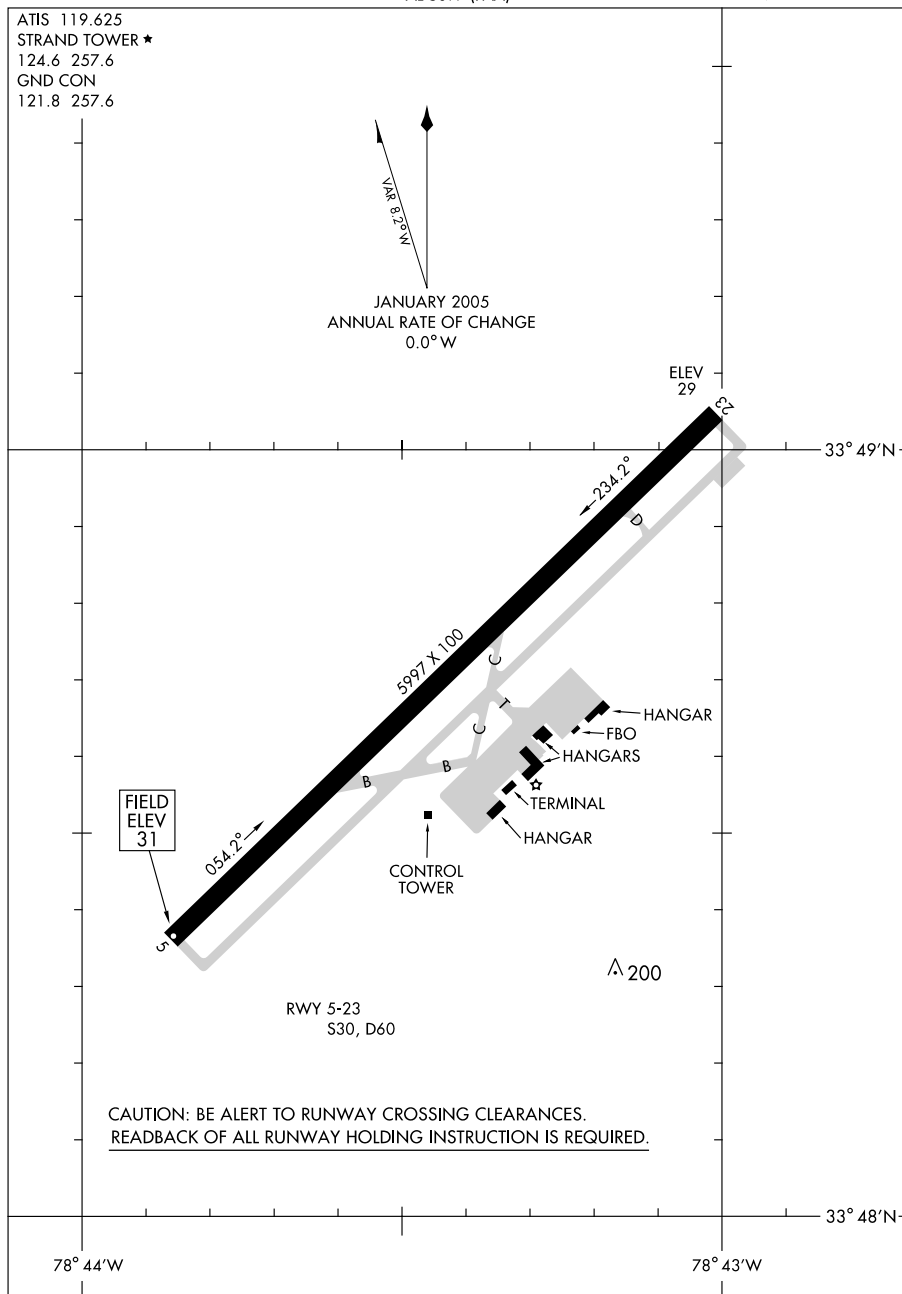 ATIS 119.625
STRAND TOWER ★
124.6 257.6
GND CON
121.8 257.6
VAR 8.2° W
JANUARY 2005
ANNUAL RATE OF CHANGE
0.0° W
ELEV
29
23
33° 49'N
234.2°
D
5997 X 100
C
T
C
HANGAR
FBO
HANGARS
B
B
TERMINAL
FIELD
ELEV
31
HANGAR
054.2°
CONTROL
TOWER
5
200
RWY 5-23
S30, D60
CAUTION: BE ALERT TO RUNWAY CROSSING CLEARANCES.
READBACK OF ALL RUNWAY HOLDING INSTRUCTION IS REQUIRED.
33° 48'N
78° 44'W
78° 43'W